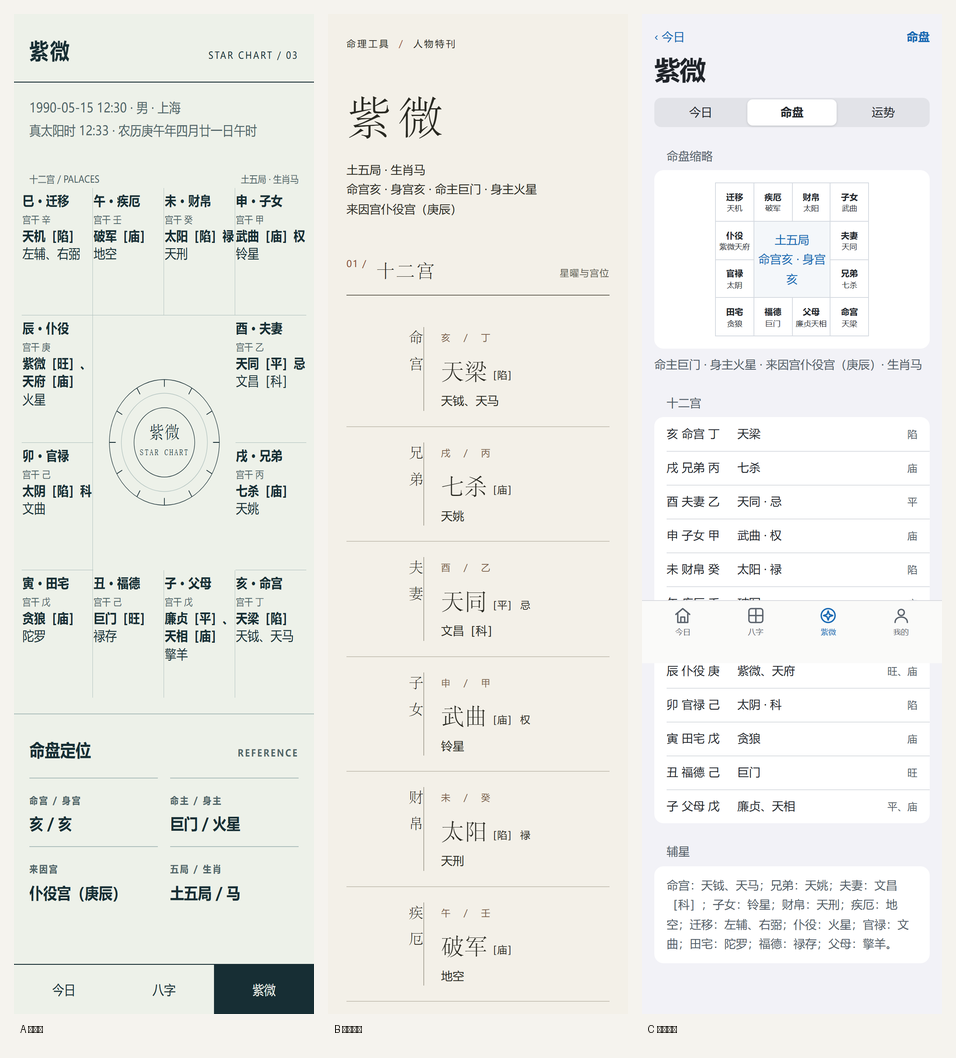 紫微
STAR CHART / 03
1990-05-15 12:30 · 男 · 上海
真太阳时 12:33 · 农历庚午年四月廿一日午时
十二宫 / PALACES
土五局 · 生肖马
巳 • 迁移
宫干 辛
天机［陷］
左辅、右弼
午 • 疾厄
宫干 壬
破军［庙］
地空
未 • 财帛
宫干 癸
太阳［陷］禄
天刑
申 • 子女
宫干 甲
武曲［庙］权
铃星
辰 • 仆役
宫干 庚
紫微［旺］、
天府［庙］
火星
酉 • 夫妻
宫干 乙
天同［平］忌
文昌［科］
紫微
STAR CHART
卯 • 官禄
宫干 己
太阴［陷］科
文曲
戌 • 兄弟
宫干 丙
七杀［庙］
天姚
寅 • 田宅
宫干 戊
贪狼［庙］
陀罗
丑 • 福德
宫干 己
巨门［旺］
禄存
子 • 父母
宫干 戊
廉贞［平］、
天相［庙］
擎羊
亥 • 命宫
宫干 丁
天梁［陷］
天钺、天马
命盘定位
REFERENCE
命宫 / 身宫
亥 / 亥
命主 / 身主
巨门 / 火星
来因宫
仆役宫（庚辰）
五局 / 生肖
土五局 / 马
今日
八字
紫微
A
命理工具 / 人物特刊
紫微
土五局 · 生肖马
命宫亥 · 身宫亥 · 命主巨门 · 身主火星
来因宫仆役宫（庚辰）
01 / 十二宫
星曜与宫位
命宫
亥 / 丁
天梁［陷］
天钺、天马
兄弟
戌 / 丙
七杀［庙］
天姚
夫妻
酉 / 乙
天同［平］忌
文昌［科］
子女
申 / 甲
武曲［庙］权
铃星
财帛
未 / 癸
太阳［陷］禄
天刑
疾厄
午 / 壬
破军［庙］
地空
B
‹ 今日
命盘
紫微
今日
命盘
运势
命盘缩略
迁移
天机
疾厄
破军
财帛
太阳
子女
武曲
仆役
紫微天府
土五局
命宫亥 · 身宫
亥
夫妻
天同
官禄
太阴
兄弟
七杀
田宅
贪狼
福德
巨门
父母
廉贞天相
命宫
天梁
命主巨门 · 身主火星 · 来因宫仆役宫（庚辰）· 生肖马
十二宫
亥 命宫 丁 天梁 陷
戌 兄弟 丙 七杀 庙
酉 夫妻 乙 天同 · 忌 平
申 子女 甲 武曲 · 权 庙
未 财帛 癸 太阳 · 禄 陷
今日
八字
紫微
我的
辰 仆役 庚 紫微、天府 旺、庙
卯 官禄 己 太阴 · 科 陷
寅 田宅 戊 贪狼 庙
丑 福德 己 巨门 旺
子 父母 戊 廉贞、天相 平、庙
辅星
命宫：天钺、天马；兄弟：天姚；夫妻：文昌
［科］；子女：铃星；财帛：天刑；疾厄：地
空；迁移：左辅、右弼；仆役：火星；官禄：文
曲；田宅：陀罗；福德：禄存；父母：擎羊。
C